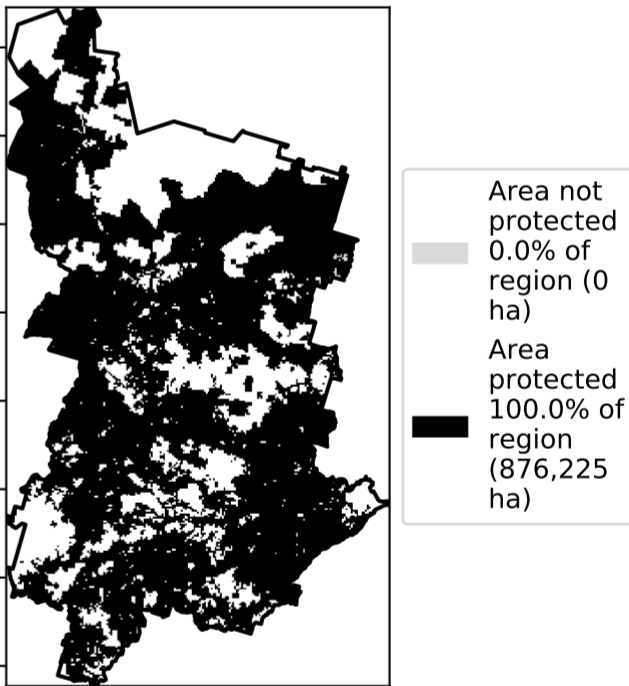 Area not
protected
0.0% of
region (0
ha)
Area
protected
100.0% of
region
(876,225
ha)